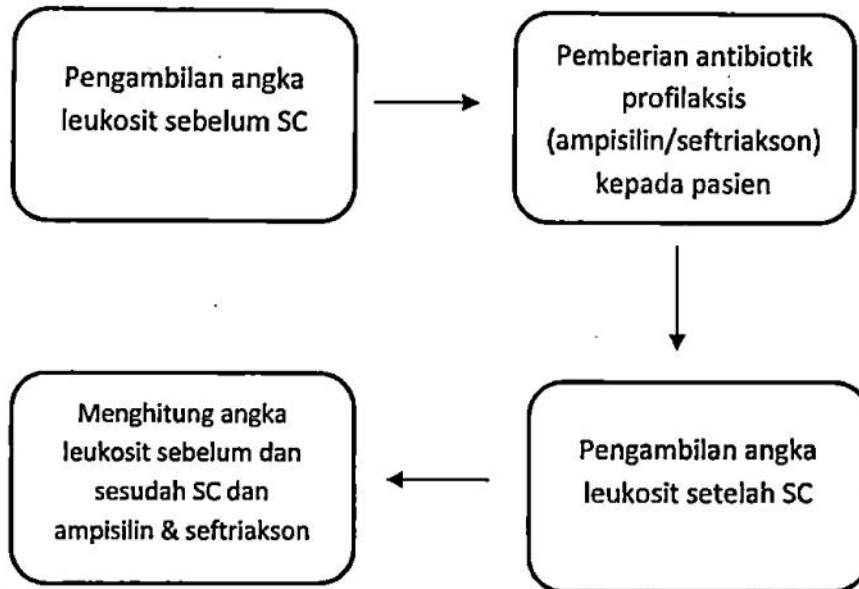 Pengambilan angka
leukosit sebelum SC
Pemberian antibiotik
profilaksis
(ampisilin/seftriakson)
kepada pasien
Pengambilan angka
leukosit setelah SC
Menghitung angka
leukosit sebelum dan
sesudah SC dan
ampisilin & seftriakson